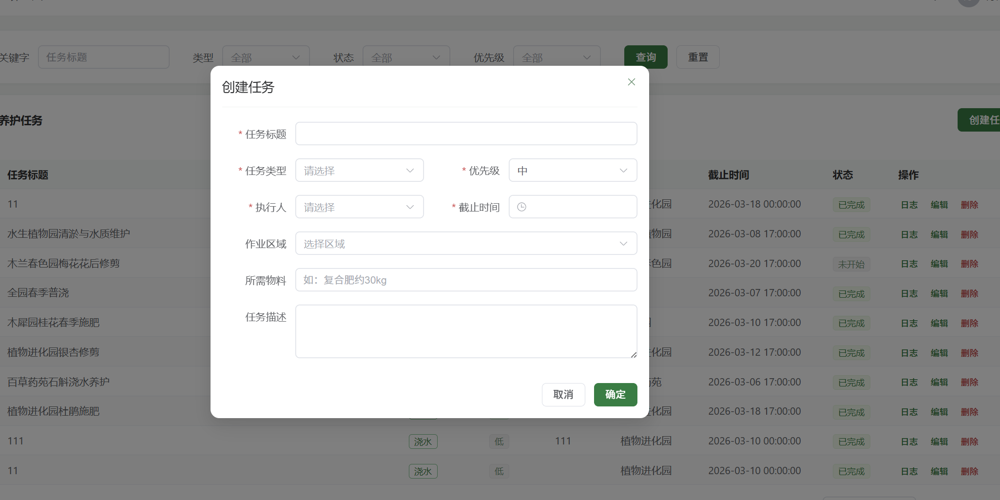 关键字 任务标题 类型 全部 状态 全部 优先级 全部 查询 重置
创建任务
养护任务 创建任
* 任务标题
* 任务类型 请选择 * 优先级 中
* 执行人 请选择 * 截止时间
作业区域 选择区域
所需物料 如：复合肥约30kg
任务描述
取消 确定
任务标题 截止时间 状态 操作
11 进化园 2026-03-18 00:00:00 已完成 日志 编辑 删除
水生植物园清淤与水质维护 植物园 2026-03-08 17:00:00 已完成 日志 编辑 删除
木兰春色园梅花花后修剪 色园 2026-03-20 17:00:00 未开始 日志 编辑 删除
全园春季普浇 2026-03-07 17:00:00 已完成 日志 编辑 删除
木犀园桂花春季施肥 2026-03-10 17:00:00 已完成 日志 编辑 删除
植物进化园银杏修剪 进化园 2026-03-12 17:00:00 已完成 日志 编辑 删除
百草药苑石斛浇水养护 药苑 2026-03-06 17:00:00 已完成 日志 编辑 删除
植物进化园杜鹃施肥 进化园 2026-03-18 17:00:00 已完成 日志 编辑 删除
111 浇水 低 111 植物进化园 2026-03-10 00:00:00 已完成 日志 编辑 删除
11 浇水 低 植物进化园 2026-03-10 00:00:00 已完成 日志 编辑 删除